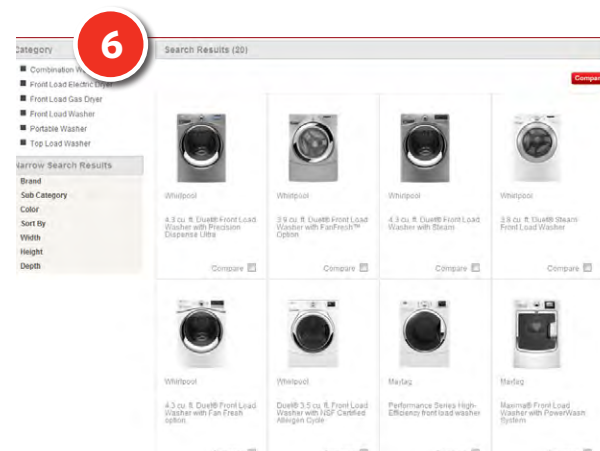 6
Category
Combination W
Front Load Electric Dryer
Front Load Gas Dryer
Front Load Washer
Portable Washer
Top Load Washer
Narrow Search Results
Brand
Sub Category
Color
Sort By
Width
Height
Depth
Search Results (20)
Compar
Whirlpool
4.3 cu. ft. Duet® Front Load
Washer with Precision
Dispense Ultra
Compare
Whirlpool
3.9 cu. ft. Duet® Front Load
Washer with FanFresh™
Option
Compare
Whirlpool
4.3 cu. ft. Duet® Front Load
Washer with Steam
Compare
Whirlpool
3.9 cu. ft. Duet® Steam
Front Load Washer
Compare
Whirlpool
4.3 cu. ft. Duet® Front Load
Washer with Fan Fresh
option
Whirlpool
Duet® 3.5 cu. ft. Front Load
Washer with NSF Certified
Allergen Cycle
Maytag
Performance Series High-
Efficiency front load washer
Maytag
Maxima® Front Load
Washer with PowerWash
System